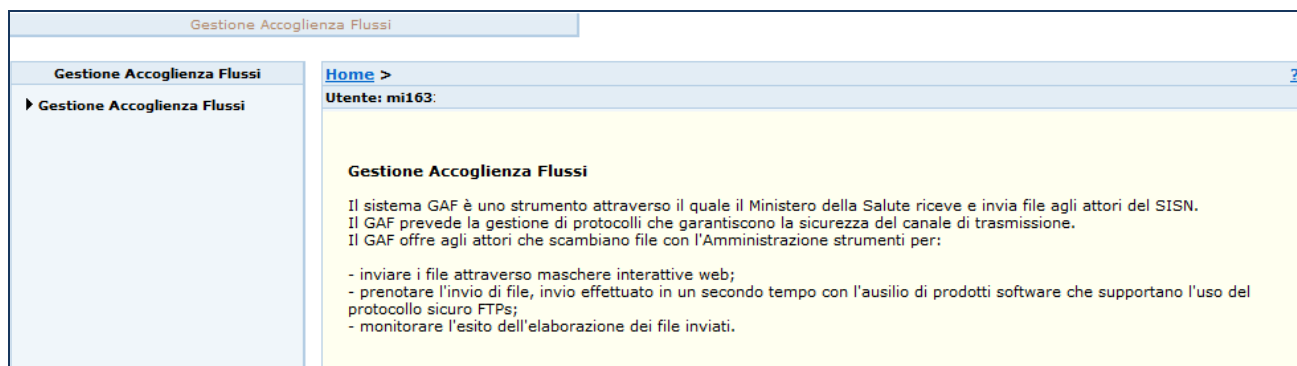 Gestione Accoglienza Flussi
Gestione Accoglienza Flussi
Gestione Accoglienza Flussi
Home >
?
Utente: mi163:
Gestione Accoglienza Flussi
Il sistema GAF è uno strumento attraverso il quale il Ministero della Salute riceve e invia file agli attori del SISN.
Il GAF prevede la gestione di protocolli che garantiscono la sicurezza del canale di trasmissione.
Il GAF offre agli attori che scambiano file con l'Amministrazione strumenti per:
- inviare i file attraverso maschere interattive web;
- prenotare l'invio di file, invio effettuato in un secondo tempo con l'ausilio di prodotti software che supportano l'uso del
protocollo sicuro FTPs;
- monitorare l'esito dell'elaborazione dei file inviati.